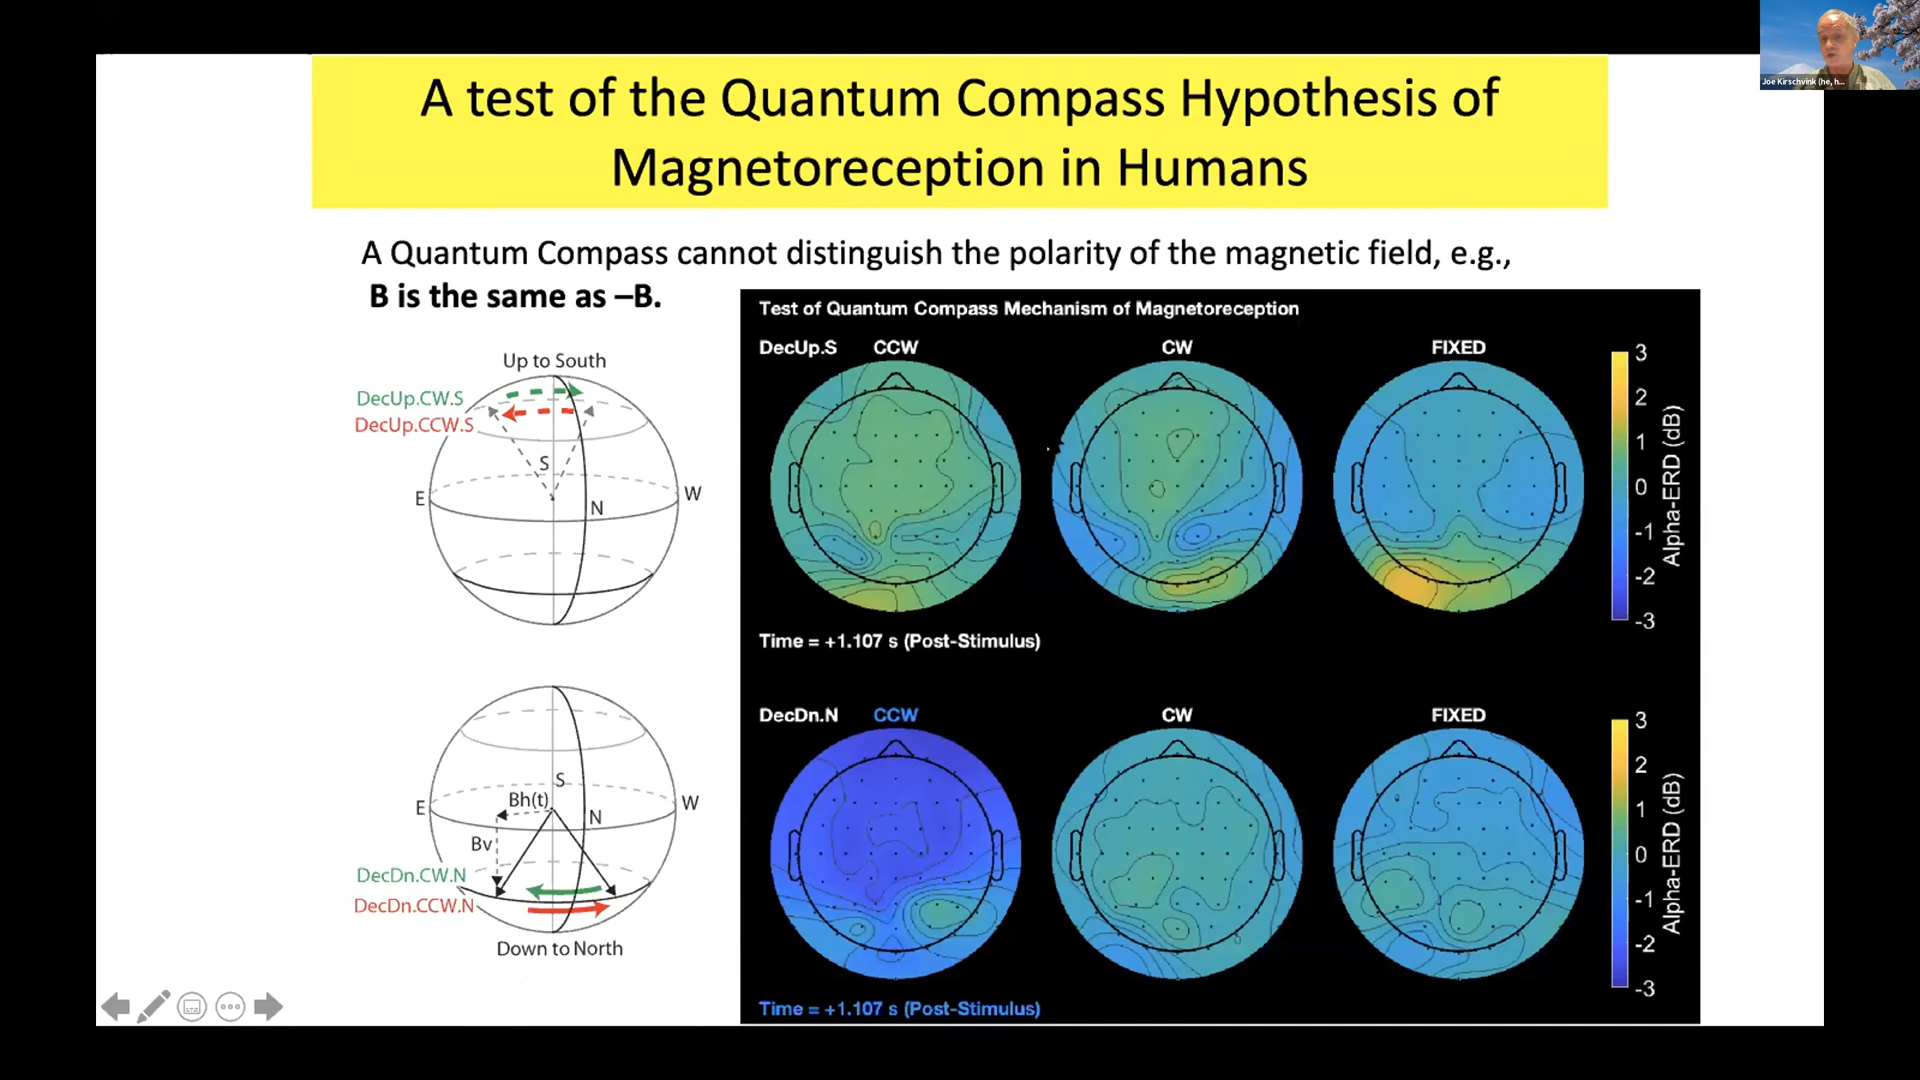 Joe Kirschvink (he, h...
A test of the Quantum Compass Hypothesis of
Magnetoreception in Humans
A Quantum Compass cannot distinguish the polarity of the magnetic field, e.g.,
B is the same as –B.
Up to South
DecUp.CW.S
DecUp.CCW.S
S
E
W
N
S
Bh(t)
E
W
N
Bv
DecDn.CW.N
DecDn.CCW.N
Down to North
Test of Quantum Compass Mechanism of Magnetoreception
DecUp.S CCW CW FIXED
3
2
1
0
-1
-2
-3
Alpha-ERD (dB)
Time = +1.107 s (Post-Stimulus)
DecDn.N CCW CW FIXED
3
2
1
0
-1
-2
-3
Alpha-ERD (dB)
Time = +1.107 s (Post-Stimulus)